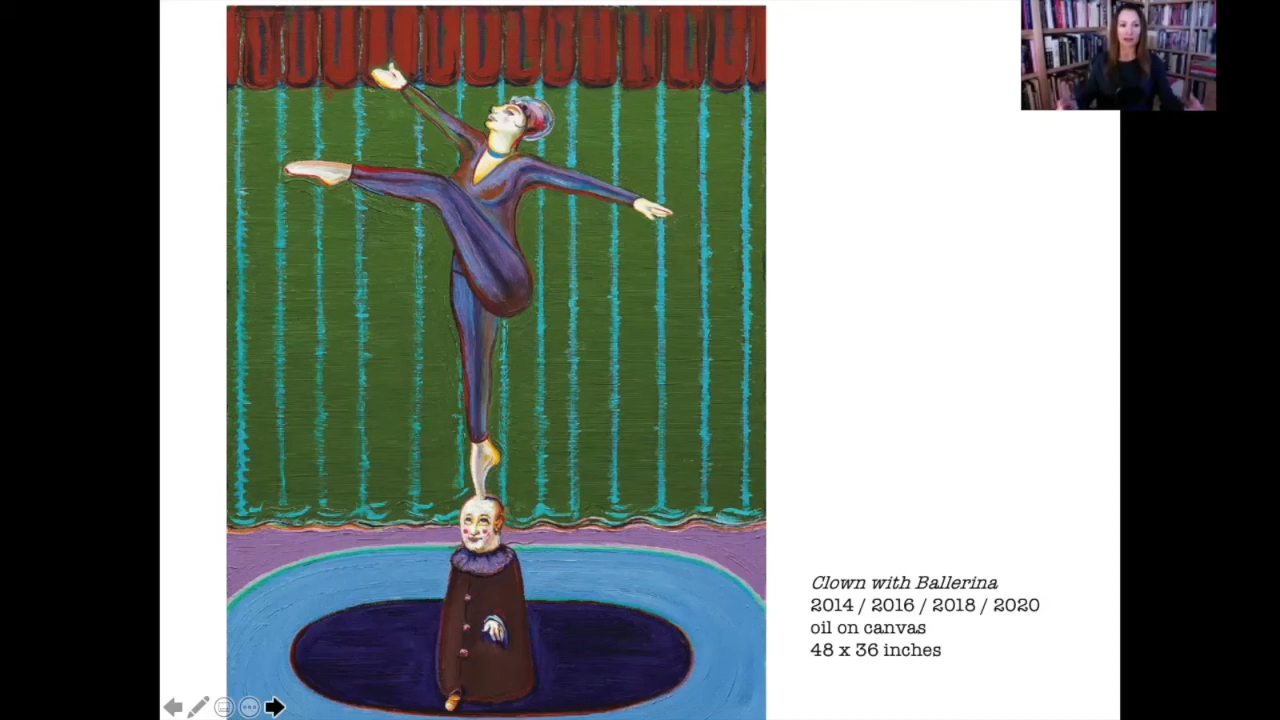 Clown with Ballerina
2014 / 2016 / 2018 / 2020
oil on canvas
48 x 36 inches